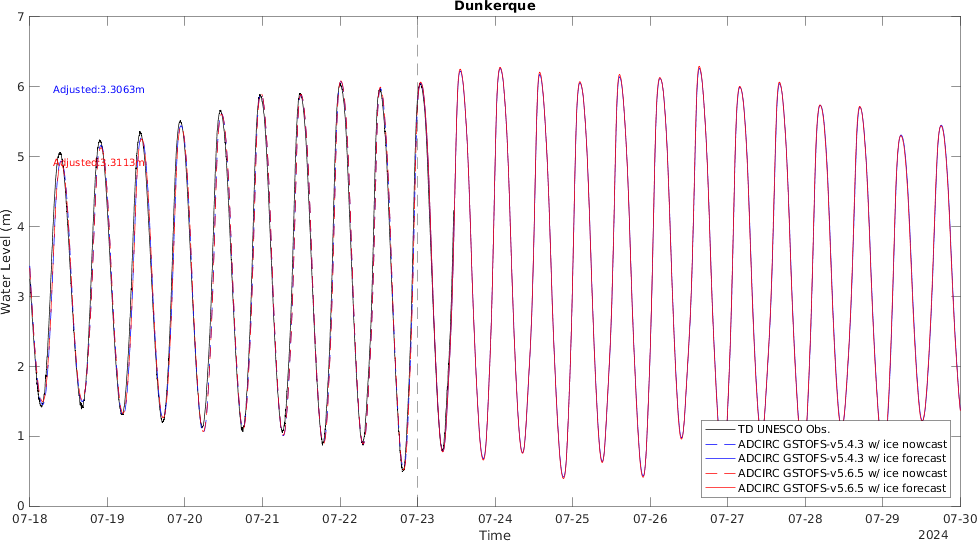 Dunkerque
7
6
5
4
3
2
1
0
Water Level (m)
Adjusted:3.3063m
Adjusted:3.3113m
TD UNESCO Obs.
ADCIRC GSTOFS-v5.4.3 w/ ice nowcast
ADCIRC GSTOFS-v5.4.3 w/ ice forecast
ADCIRC GSTOFS-v5.6.5 w/ ice nowcast
ADCIRC GSTOFS-v5.6.5 w/ ice forecast
07-18 07-19 07-20 07-21 07-22 07-23 07-24 07-25 07-26 07-27 07-28 07-29 07-30
Time
2024